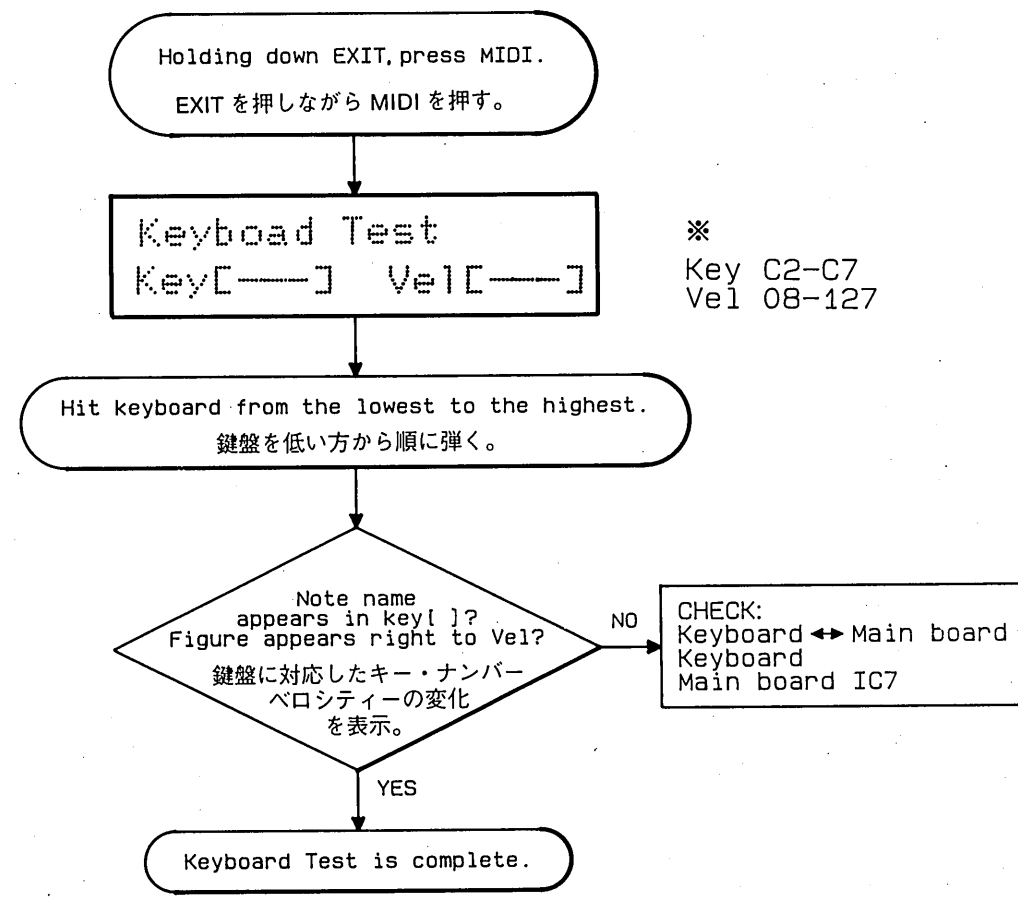 Holding down EXIT, press MIDI.
EXIT を押しながら MIDI を押す。
Keyboad Test
Key[---] Vel[---]
※
Key C2-C7
Vel 08-127
Hit keyboard from the lowest to the highest.
鍵盤を低い方から順に弾く。
Note name
appears in key[ ]?
Figure appears right to Vel?
鍵盤に対応したキー・ナンバー
ベロシティーの変化
を表示。
NO
CHECK:
Keyboard ↔ Main board
Keyboard
Main board IC7
YES
Keyboard Test is complete.